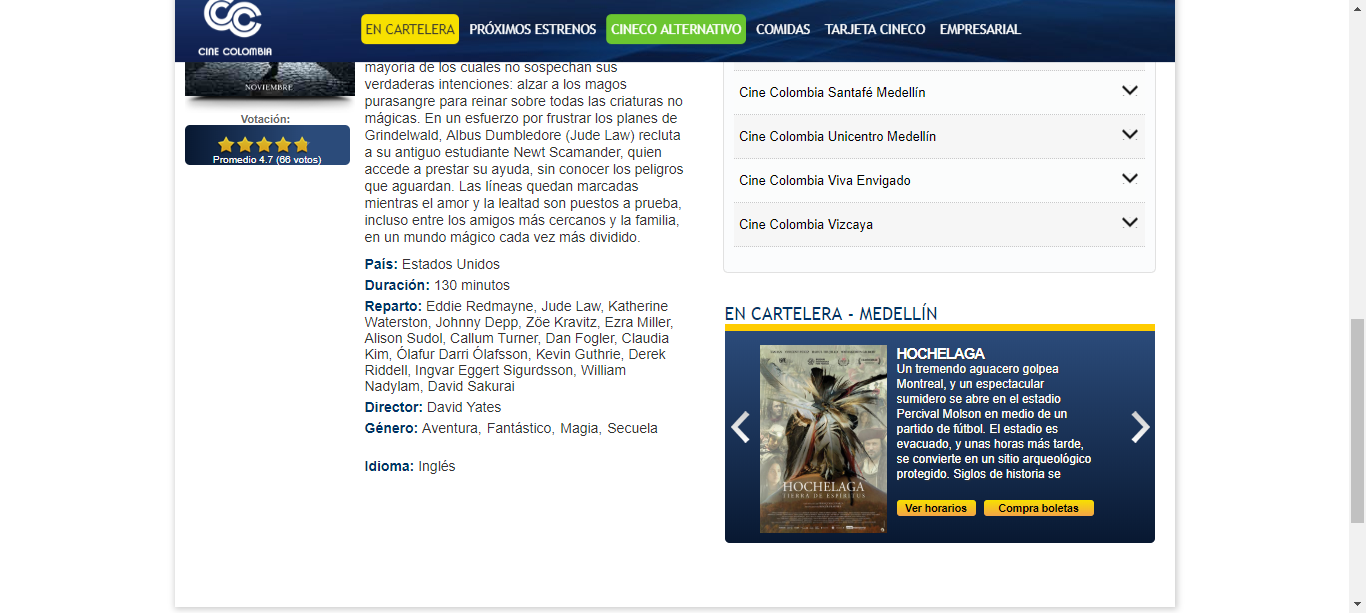 CINE COLOMBIA
EN CARTELERA
PRÓXIMOS ESTRENOS
CINECO ALTERNATIVO
COMIDAS
TARJETA CINECO
EMPRESARIAL
NOVIEMBRE
Votación:
Promedio 4.7 (66 votos)
mayoría de los cuales no sospechan sus
verdaderas intenciones: alzar a los magos
purasangre para reinar sobre todas las criaturas no
mágicas. En un esfuerzo por frustrar los planes de
Grindelwald, Albus Dumbledore (Jude Law) recluta
a su antiguo estudiante Newt Scamander, quien
accede a prestar su ayuda, sin conocer los peligros
que aguardan. Las líneas quedan marcadas
mientras el amor y la lealtad son puestos a prueba,
incluso entre los amigos más cercanos y la familia,
en un mundo mágico cada vez más dividido.
País: Estados Unidos
Duración: 130 minutos
Reparto: Eddie Redmayne, Jude Law, Katherine
Waterston, Johnny Depp, Zöe Kravitz, Ezra Miller,
Alison Sudol, Callum Turner, Dan Fogler, Claudia
Kim, Ólafur Darri Ólafsson, Kevin Guthrie, Derek
Riddell, Ingvar Eggert Sigurdsson, William
Nadylam, David Sakurai
Director: David Yates
Género: Aventura, Fantástico, Magia, Secuela
Idioma: Inglés
Cine Colombia Santafé Medellín
Cine Colombia Unicentro Medellín
Cine Colombia Viva Envigado
Cine Colombia Vizcaya
EN CARTELERA - MEDELLÍN
HOCHELAGA
TIERRA DE ESPÍRITUS
HOCHELAGA
Un tremendo aguacero golpea
Montreal, y un espectacular
sumidero se abre en el estadio
Percival Molson en medio de un
partido de fútbol. El estadio es
evacuado, y unas horas más tarde,
se convierte en un sitio arqueológico
protegido. Siglos de historia se
Ver horarios
Compra boletas